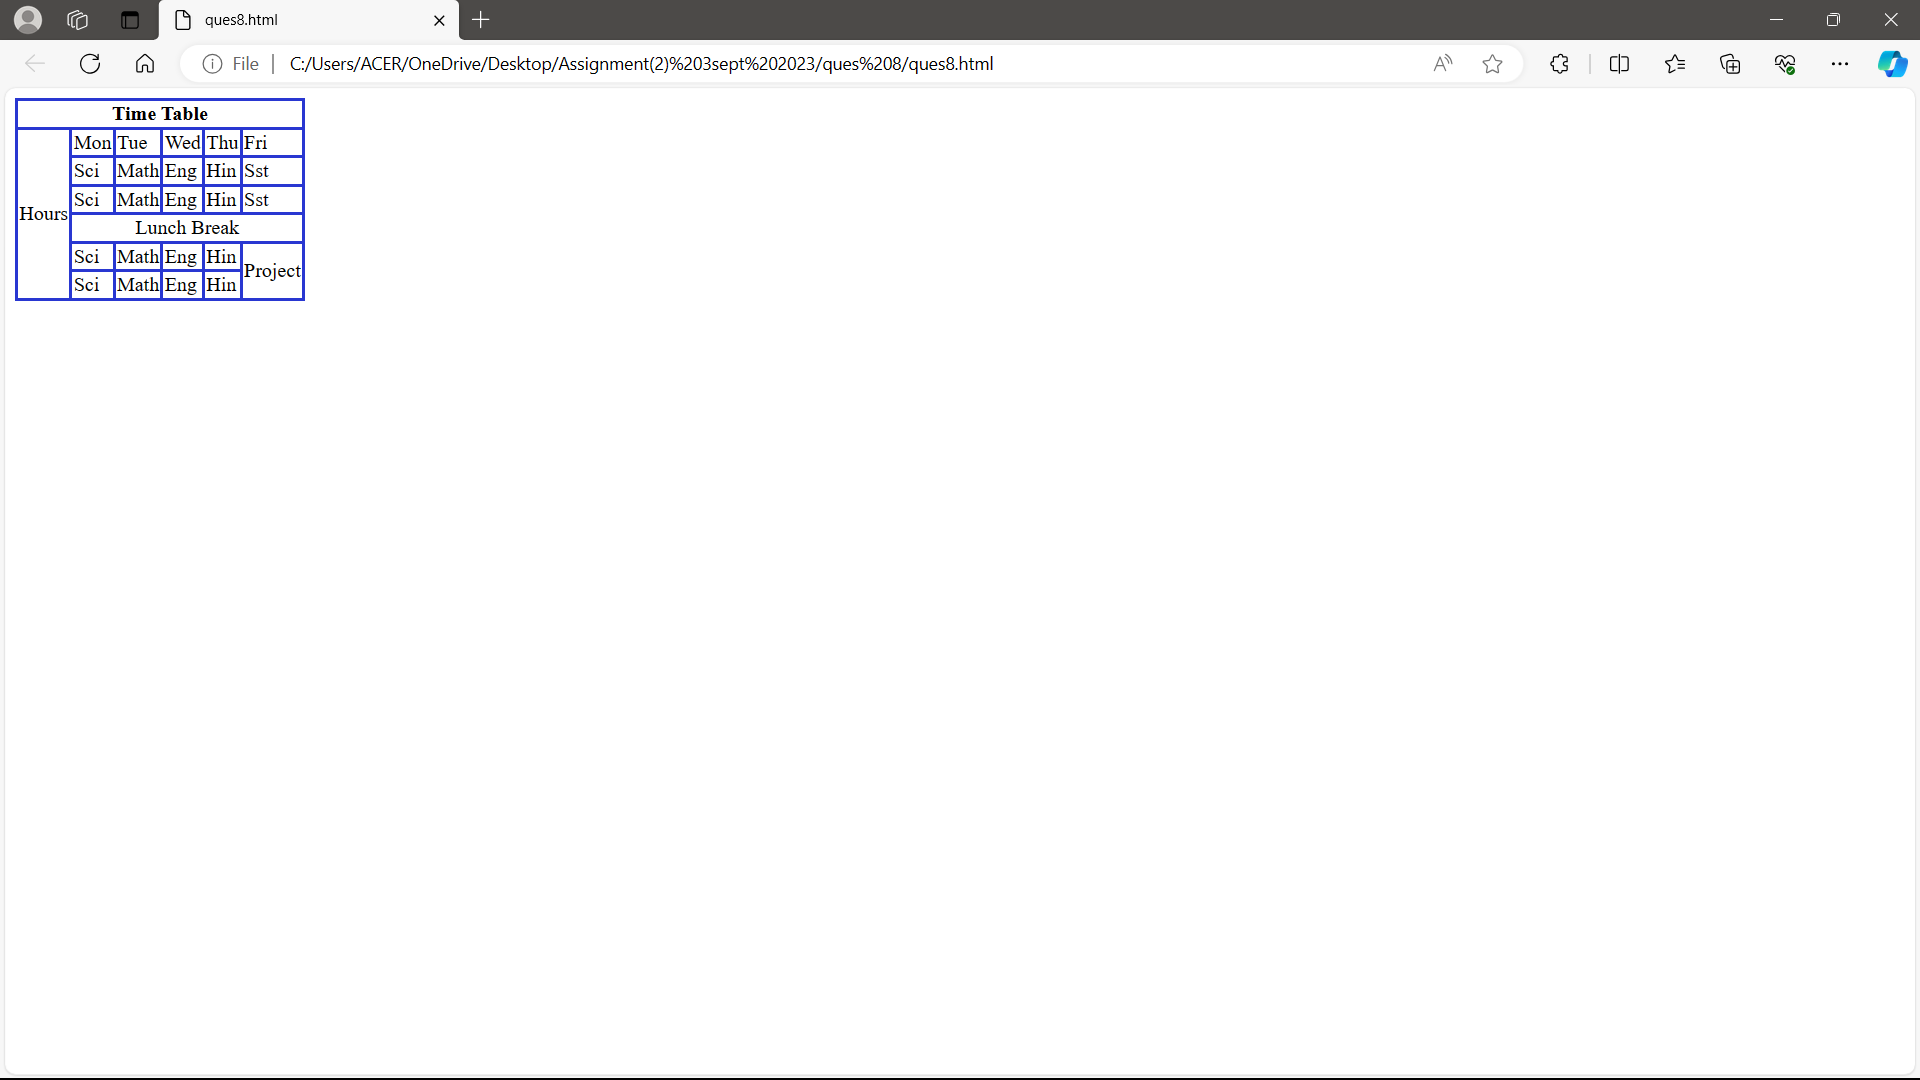 ques8.html
File C:/Users/ACER/OneDrive/Desktop/Assignment(2)%203sept%202023/ques%208/ques8.html
Time Table
Mon Tue Wed Thu Fri
Sci Math Eng Hin Sst
Sci Math Eng Hin Sst
Hours
Lunch Break
Sci Math Eng Hin
Project
Sci Math Eng Hin